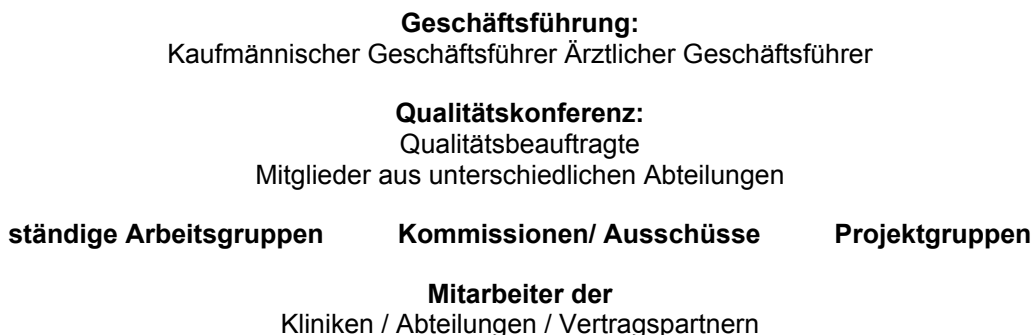 Geschäftsführung:
Kaufmännischer Geschäftsführer Ärztlicher Geschäftsführer
Qualitätskonferenz:
Qualitätsbeauftragte
Mitglieder aus unterschiedlichen Abteilungen
ständige Arbeitsgruppen Kommissionen/ Ausschüsse Projektgruppen
Mitarbeiter der
Kliniken / Abteilungen / Vertragspartnern